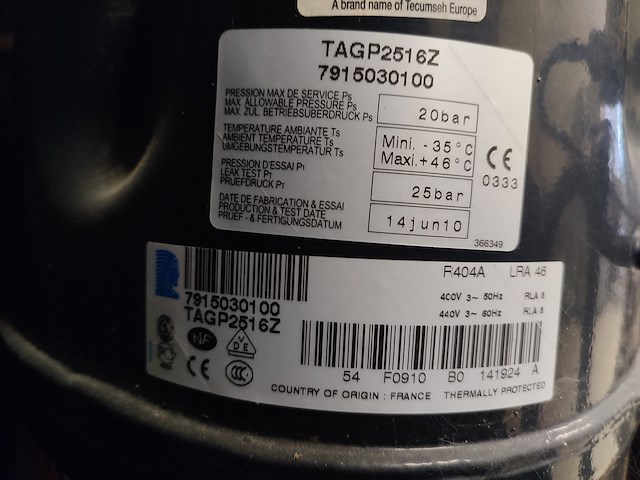 A brand name of Tecumseh Europe
TAGP2516Z
7915030100
PRESSION MAX DE SERVICE Ps
MAX. ALLOWABLE PRESSURE Ps
MAX. ZUL. BETRIEBSÜBERDRUCK Ps
20bar
TEMPERATURE AMBIANTE Ts
AMBIENT TEMPERATURE Ts
UMGEBUNGSTEMPERATUR Ts
Mini. -35°C
Maxi.+46°C
CE
0333
PRESSION D'ESSAI PT
LEAK TEST PT
PRUEFDRUCK PT
25bar
DATE DE FABRICATION & ESSAI
PRODUCTION & TEST DATE
PRUEF - & FERTIGUNGSDATUM
14jun10
366349
R404A LRA 46
400V 3~ 50Hz RLA 8
440V 3~ 60Hz RLA 8
7915030100
TAGP2516Z
NF
VDE
CE
CCC
54 F0910 B0 141924 A
COUNTRY OF ORIGIN : FRANCE THERMALLY PROTECTED